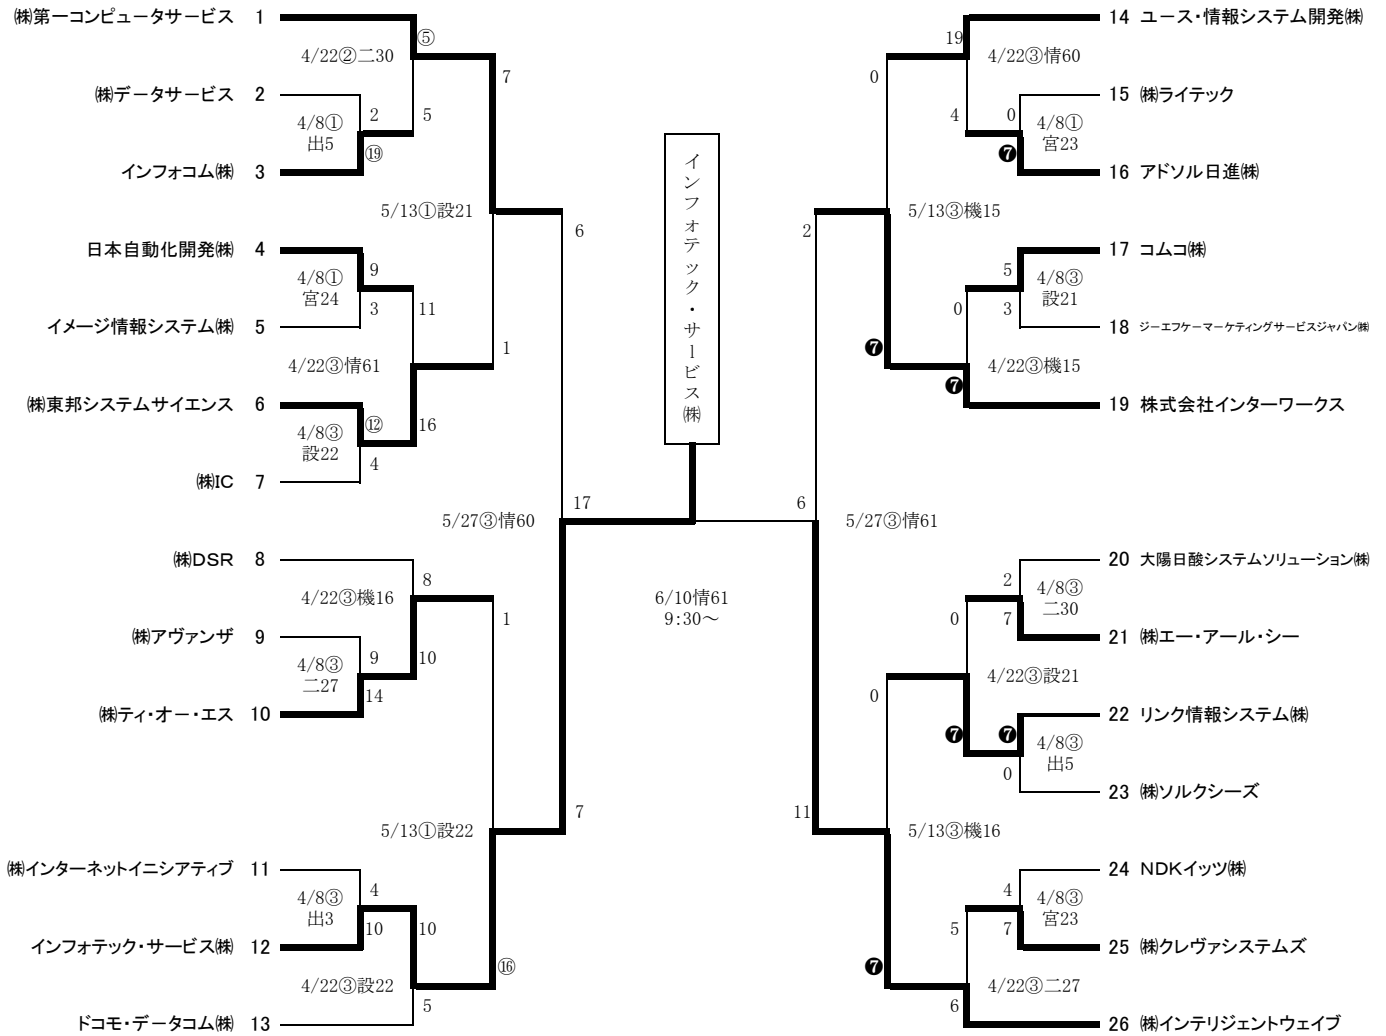 ㈱第一コンピュータサービス 1
⑤
4/22②二30
7
㈱データサービス 2
2
5
4/8①
出5
⑲
インフォコム㈱ 3
5/13①設21
6
日本自動化開発㈱ 4
9
4/8①
宮24
3
11
イメージ情報システム㈱ 5
1
4/22③情61
㈱東邦システムサイエンス 6
⑫
16
4/8③
設22
4
㈱IC 7
17
5/27③情60
㈱DSR 8
8
4/22③機16
1
㈱アヴァンザ 9
9
10
4/8③
二27
14
㈱ティ・オー・エス 10
7
5/13①設22
㈱インターネットイニシアティブ 11
4
4/8③
出3
10
10
インフォテック・サービス㈱ 12
⑯
4/22③設22
5
ドコモ・データコム㈱ 13
インフォテック・サービス㈱
6/10情61
9:30～
14 ユース・情報システム開発㈱
19
4/22③情60
0
15 ㈱ライテック
4
0
4/8①
宮23
❼
16 アドソル日進㈱
5/13③機15
2
17 コムコ㈱
5
4/8③
設21
0
3
18 ジーエフケーマーケティングサービスジャパン㈱
❼
4/22③機15
❼
19 株式会社インターワークス
6
5/27③情61
20 大陽日酸システムソリューション㈱
2
4/8③
二30
0
7
21 ㈱エー・アール・シー
4/22③設21
0
22 リンク情報システム㈱
❼
❼
4/8③
出5
0
23 ㈱ソルクシーズ
11
5/13③機16
24 NDKイッツ㈱
4
4/8③
宮23
5
7
25 ㈱クレヴァシステムズ
❼
4/22③二27
6
26 ㈱インテリジェントウェイブ